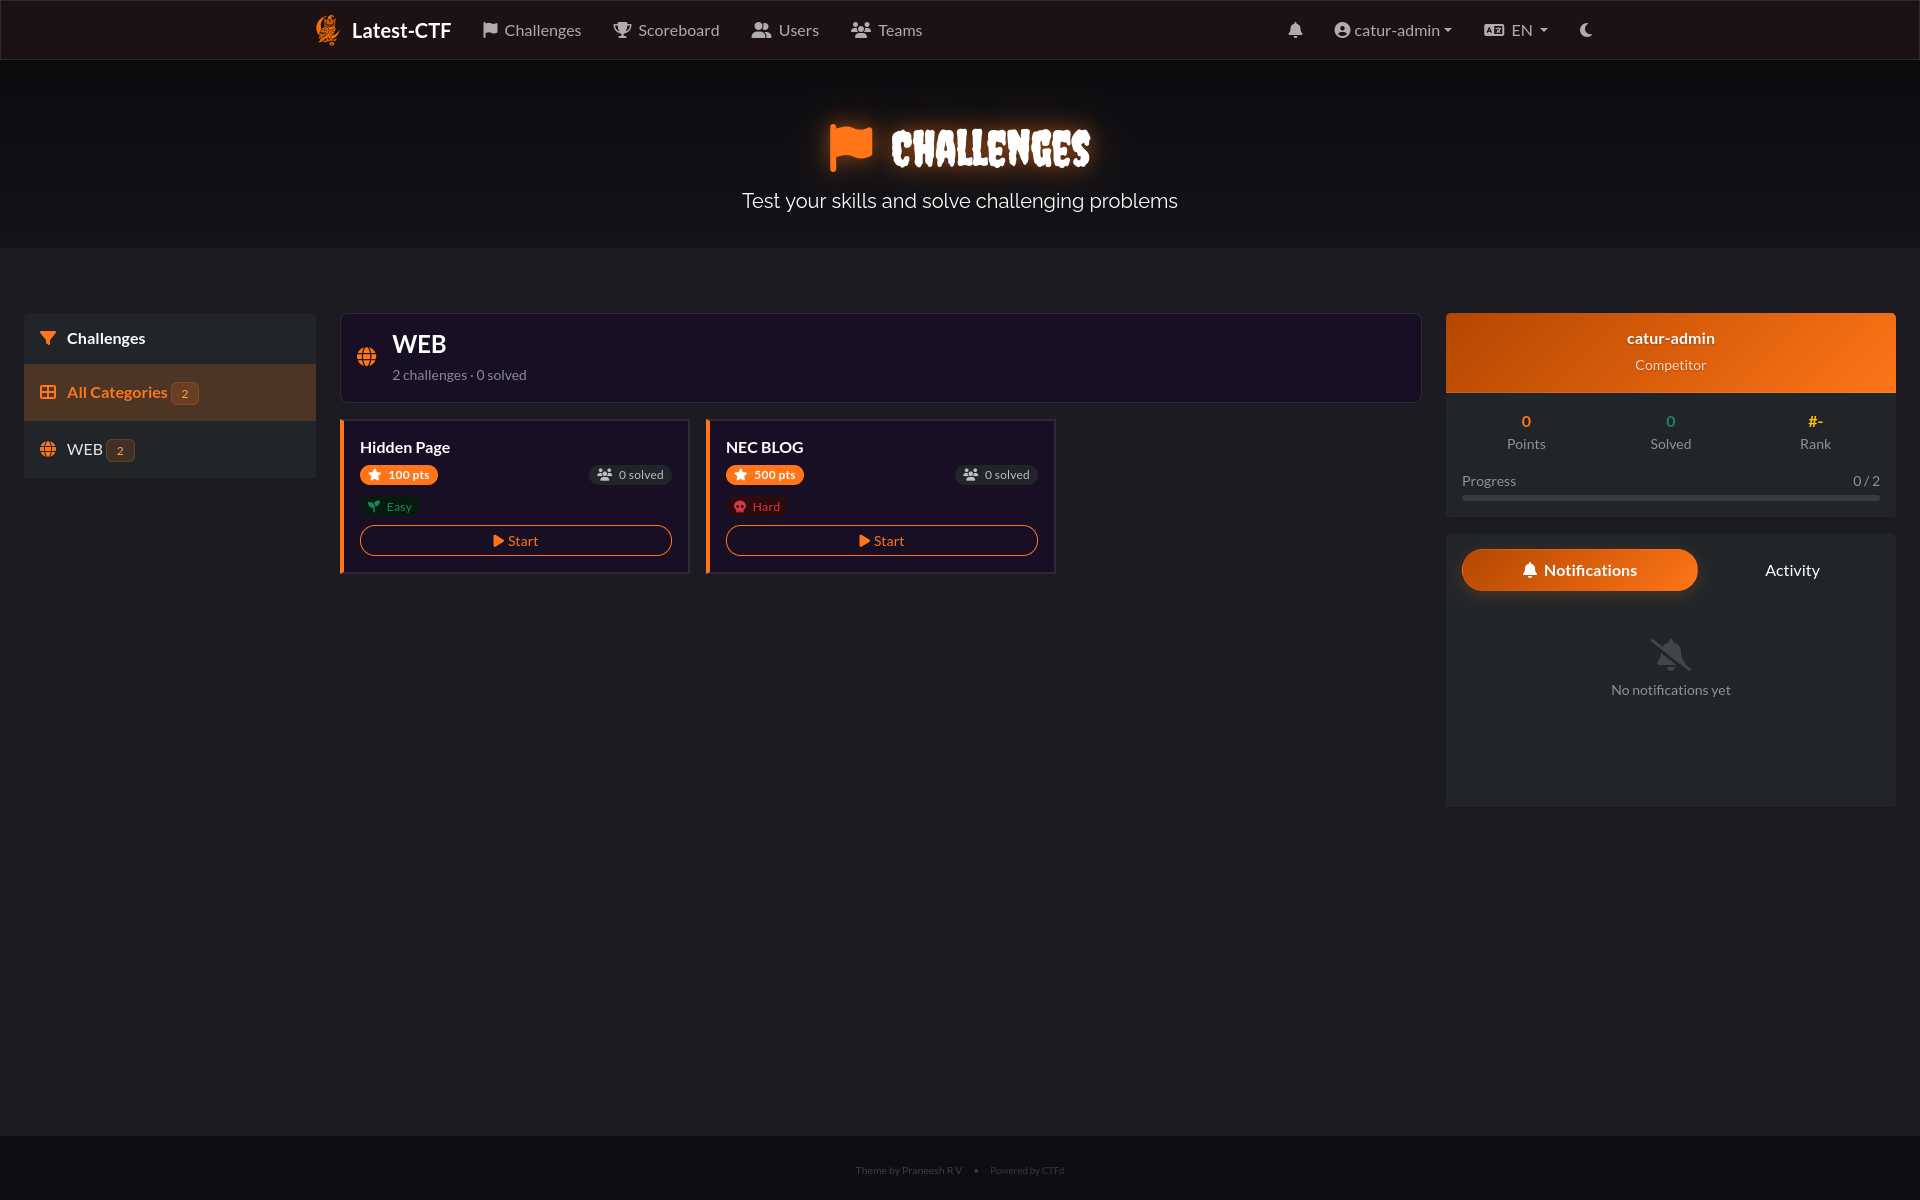 Latest-CTF Challenges Scoreboard Users Teams catur-admin EN
CHALLENGES
Test your skills and solve challenging problems
Challenges
All Categories 2
WEB 2
WEB
2 challenges · 0 solved
Hidden Page
100 pts 0 solved
Easy
Start
NEC BLOG
500 pts 0 solved
Hard
Start
catur-admin
Competitor
0 0 #-
Points Solved Rank
Progress 0 / 2
Notifications Activity
No notifications yet
Theme by Praneesh R V • Powered by CTFd